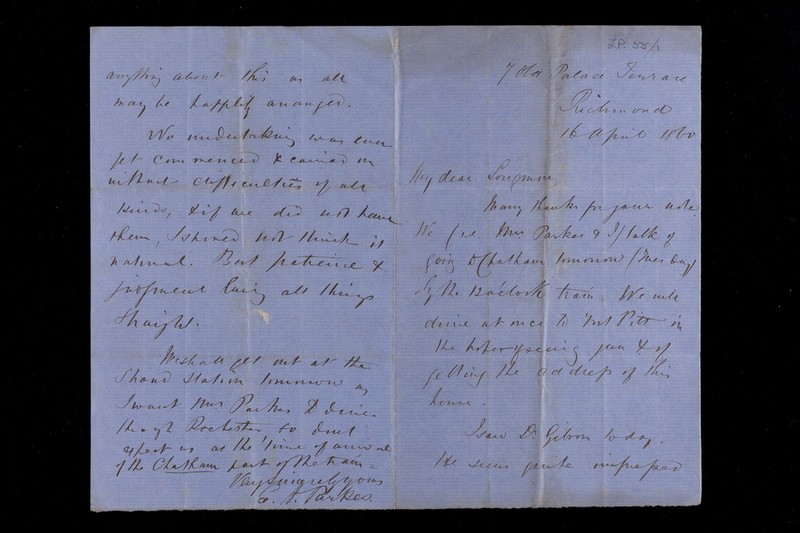 I.P. 55/1
7 Old Palace Terrace
Richmond
16 April 1860
My dear Longmore
Many thanks for your note.
We (i.e. Mrs Parkes & I) talk of
going to Chatham tomorrow (Tuesday)
by the 12 o'clock train. We will
drive at once to Fort Pitt in
the hope of seeing you & of
getting the address of this
house.
I saw Dr Gibson to day.
He seems quite impressed
anything about this as all
may be happily arranged.
No undertaking was ever
yet commenced & carried on
without difficulties of all
kinds, & if we did not have
them, I should not think it
natural. But patience &
judgment bring all things
straight.
We shall get out at the
Strood station tomorrow as
I want Mrs Parkes to drive
through Rochester so don't
expect us at the time of arrival
of the Chatham part of the train -
Very sincerely yours
E. A. Parkes